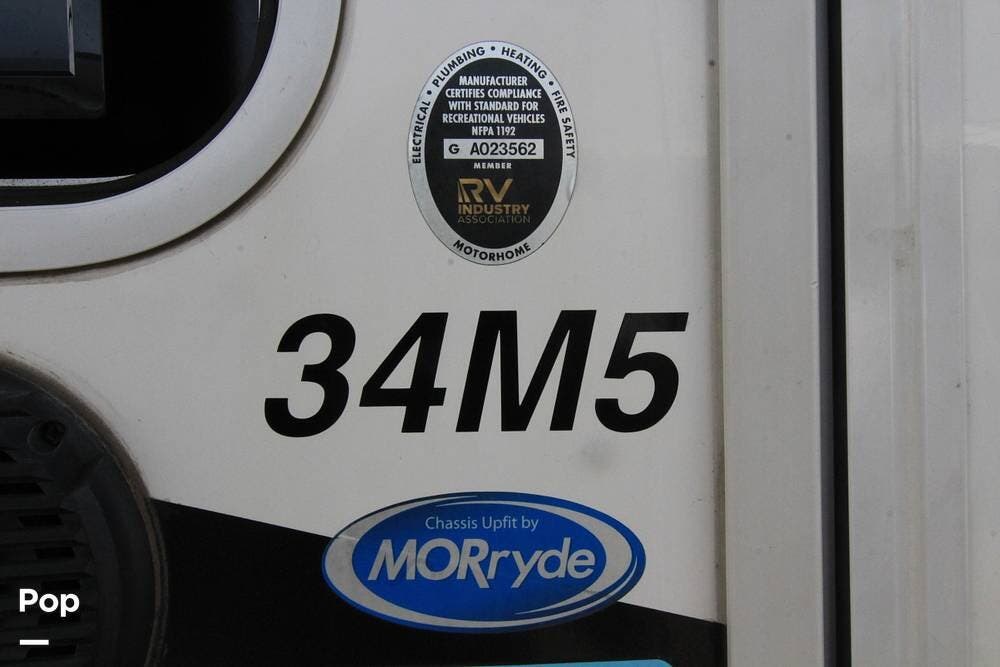 ELECTRICAL • PLUMBING • HEATING • FIRE SAFETY
MANUFACTURER
CERTIFIES COMPLIANCE
WITH STANDARD FOR
RECREATIONAL VEHICLES
NFPA 1192
G AO23562
MEMBER
RV
INDUSTRY
ASSOCIATION
MOTORHOME
34M5
Chassis Upfit by
MORryde
Pop